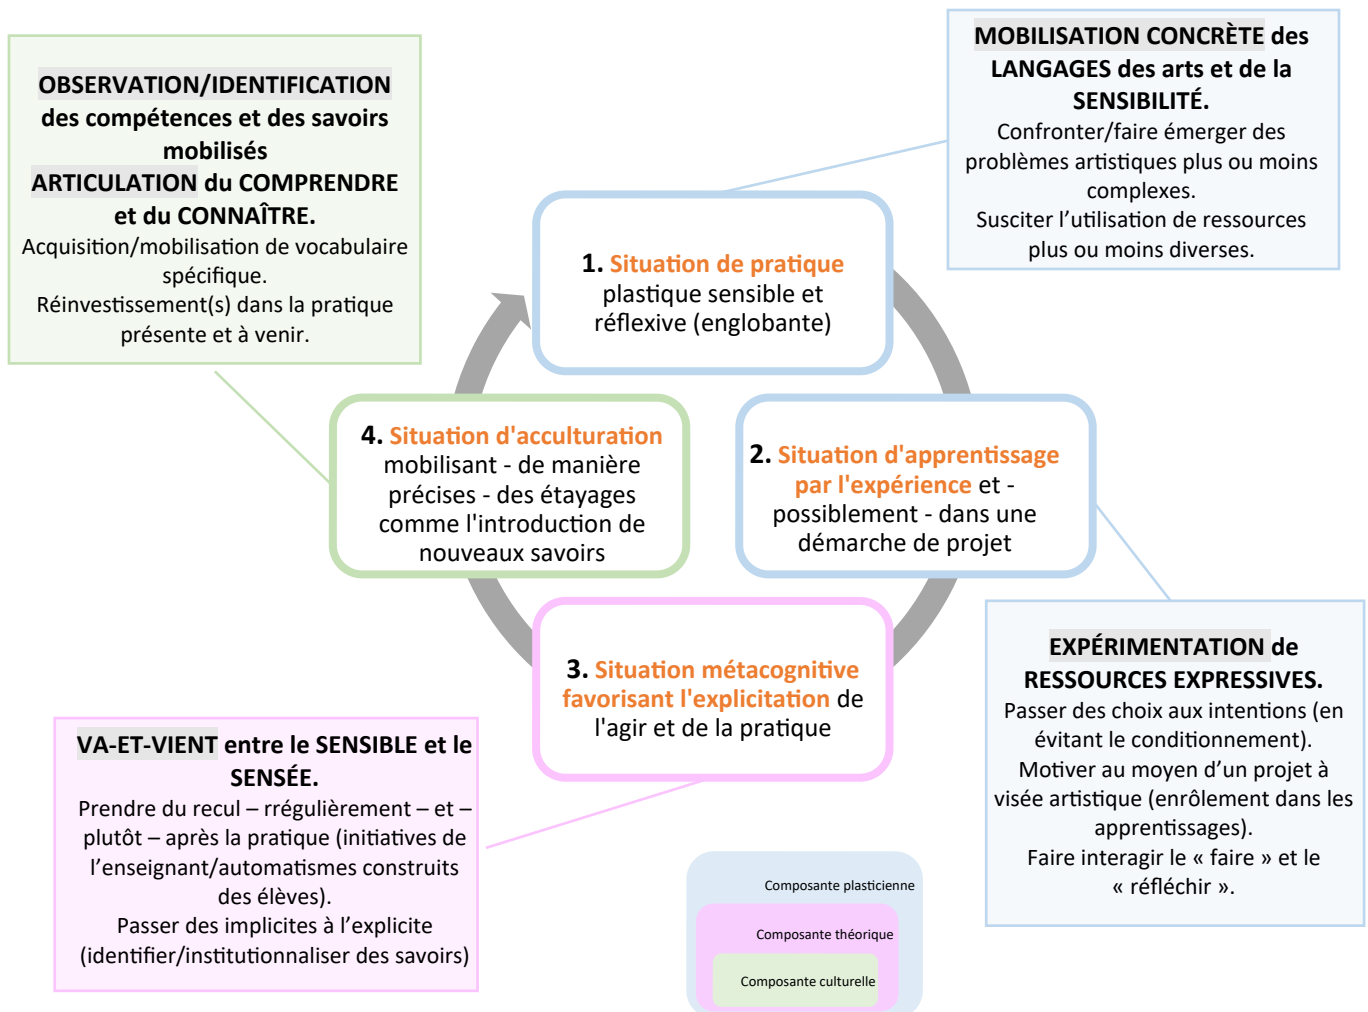 OBSERVATION/IDENTIFICATION
des compétences et des savoirs
mobilisés
ARTICULATION du COMPRENDRE
et du CONNAÎTRE.
Acquisition/mobilisation de vocabulaire
spécifique.
Réinvestissement(s) dans la pratique
présente et à venir.
MOBILISATION CONCRÈTE des
LANGAGES des arts et de la
SENSIBILITÉ.
Confronter/faire émerger des
problèmes artistiques plus ou moins
complexes.
Susciter l’utilisation de ressources
plus ou moins diverses.
1. Situation de pratique
plastique sensible et
réflexive (englobante)
4. Situation d'acculturation
mobilisant - de manière
précises - des étayages
comme l'introduction de
nouveaux savoirs
2. Situation d'apprentissage
par l'expérience et -
possiblement - dans une
démarche de projet
3. Situation métacognitive
favorisant l'explicitation de
l'agir et de la pratique
EXPÉRIMENTATION de
RESSOURCES EXPRESSIVES.
Passer des choix aux intentions (en
évitant le conditionnement).
Motiver au moyen d’un projet à
visée artistique (enrôlement dans les
apprentissages).
Faire interagir le « faire » et le
« réfléchir ».
VA-ET-VIENT entre le SENSIBLE et le
SENSÉE.
Prendre du recul – rrégulièrement – et –
plutôt – après la pratique (initiatives de
l’enseignant/automatismes construits
des élèves).
Passer des implicites à l’explicite
(identifier/institutionnaliser des savoirs)
Composante plasticienne
Composante théorique
Composante culturelle